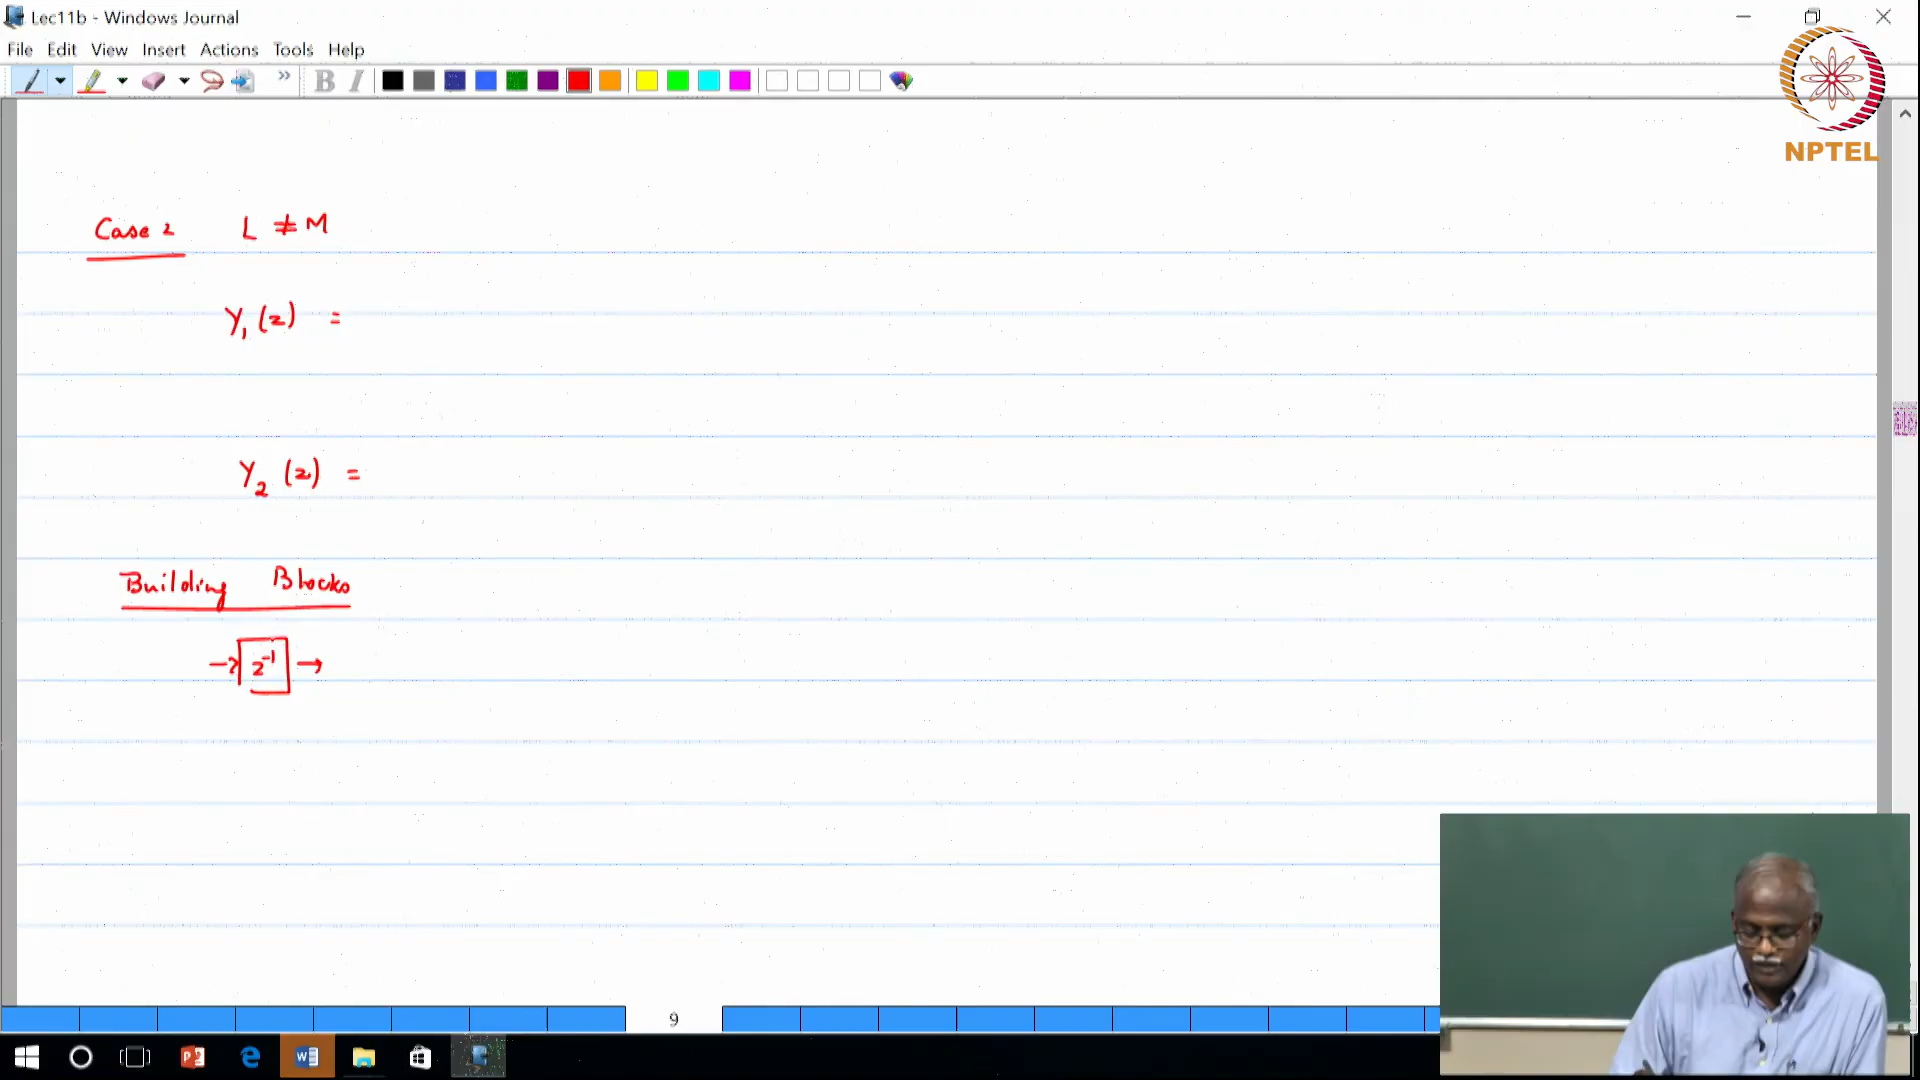 Lec11b - Windows Journal
File Edit View Insert Actions Tools Help
B I
NPTEL
Case 2 L ≠ M
Y₁(z) =
Y₂(z) =
Building Blocks
→ z⁻¹ →
9